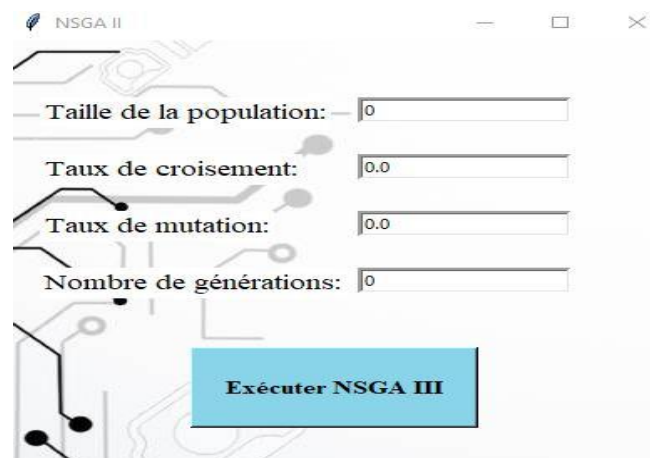 NSGA II
Taille de la population: 0
Taux de croisement: 0.0
Taux de mutation: 0.0
Nombre de générations: 0
Exécuter NSGA III